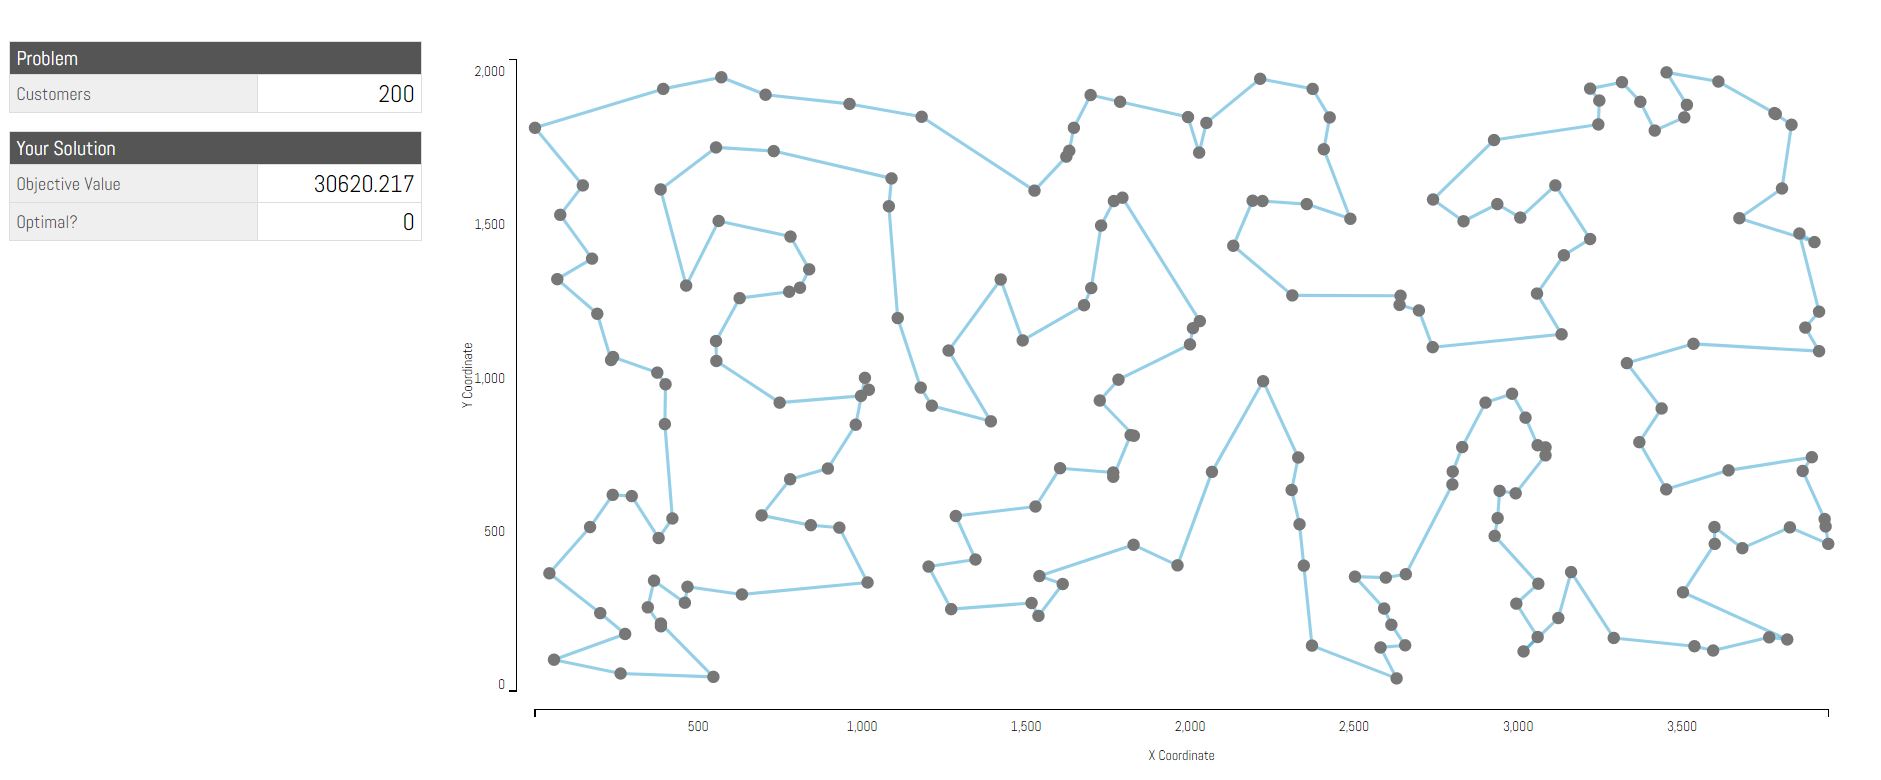 Problem
Customers 200
Your Solution
Objective Value 30620.217
Optimal? 0
Y Coordinate
2,000
1,500
1,000
500
0
500 1,000 1,500 2,000 2,500 3,000 3,500
X Coordinate